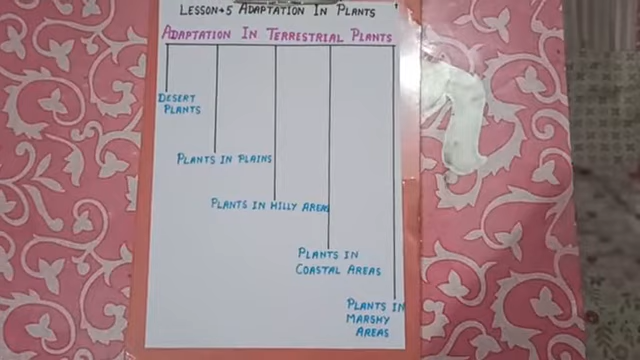 LESSON→5 ADAPTATION IN PLANTS
ADAPTATION IN TERRESTRIAL PLANTS
DESERT
PLANTS
PLANTS IN PLAINS
PLANTS IN HILLY AREAS
PLANTS IN
COASTAL AREAS
PLANTS IN
MARSHY
AREAS